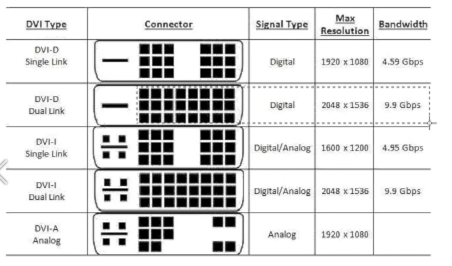 DVI Type Connector Signal Type Max Resolution Bandwidth
DVI-D Single Link Digital 1920 x 1080 4.59 Gbps
DVI-D Dual Link Digital 2048 x 1536 9.9 Gbps
DVI-I Single Link Digital/Analog 1600 x 1200 4.95 Gbps
DVI-I Dual Link Digital/Analog 2048 x 1536 9.9 Gbps
DVI-A Analog Analog 1920 x 1080